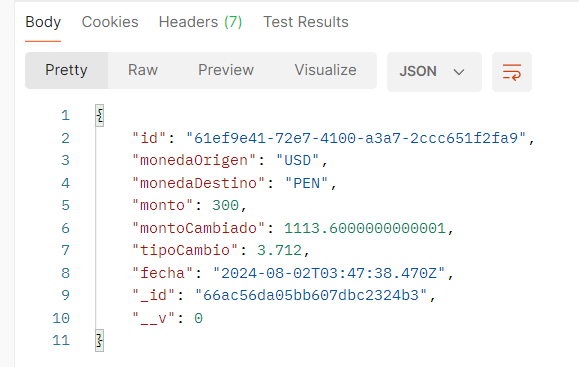 Body Cookies Headers (7) Test Results
Pretty Raw Preview Visualize JSON
1 {
2 "id": "61ef9e41-72e7-4100-a3a7-2ccc651f2fa9",
3 "monedaOrigen": "USD",
4 "monedaDestino": "PEN",
5 "monto": 300,
6 "montoCambiado": 1113.6000000000001,
7 "tipoCambio": 3.712,
8 "fecha": "2024-08-02T03:47:38.470Z",
9 "_id": "66ac56da05bb607dbc2324b3",
10 "__v": 0
11 }